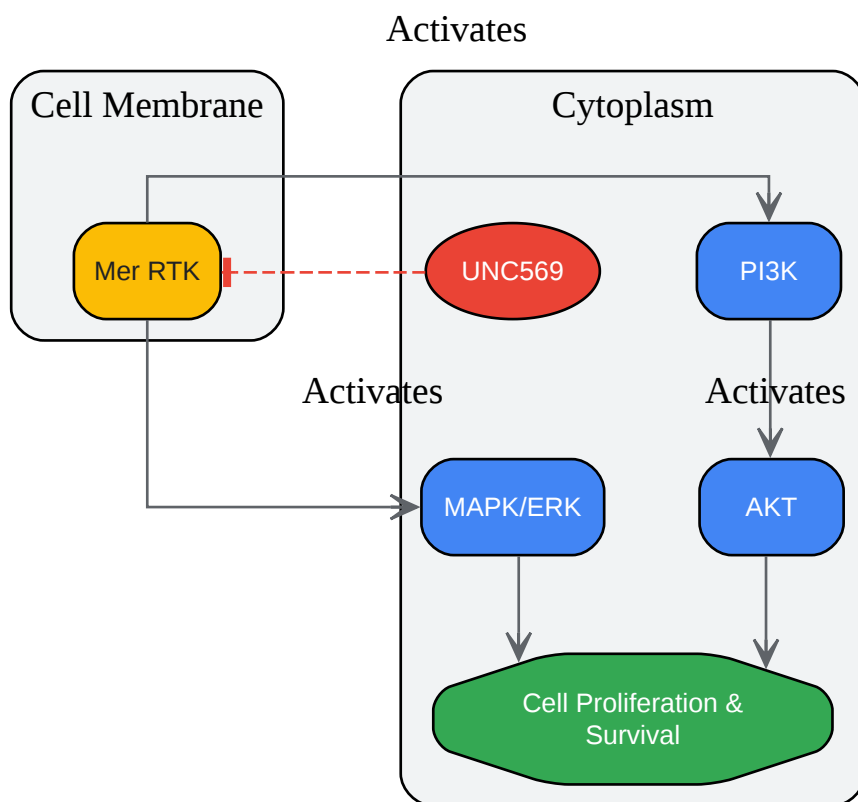 Activates
Cell Membrane
Cytoplasm
Mer RTK
UNC569
PI3K
Activates
Activates
MAPK/ERK
AKT
Cell Proliferation &
Survival